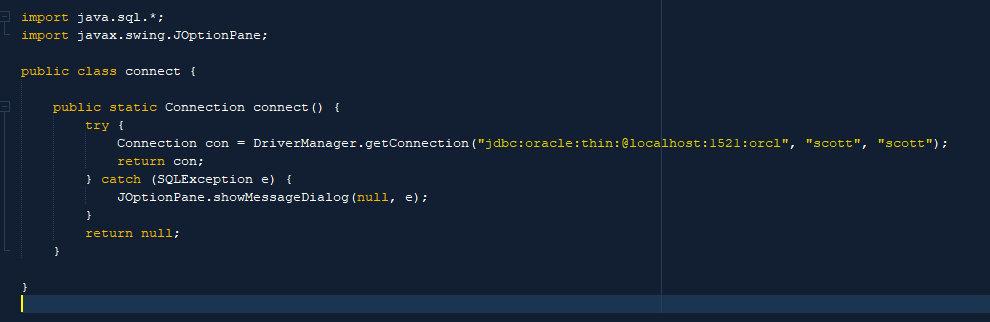 import java.sql.*;
import javax.swing.JOptionPane;
public class connect {
public static Connection connect() {
try {
Connection con = DriverManager.getConnection("jdbc:oracle:thin:@localhost:1521:orcl", "scott", "scott");
return con;
} catch (SQLException e) {
JOptionPane.showMessageDialog(null, e);
}
return null;
}
}